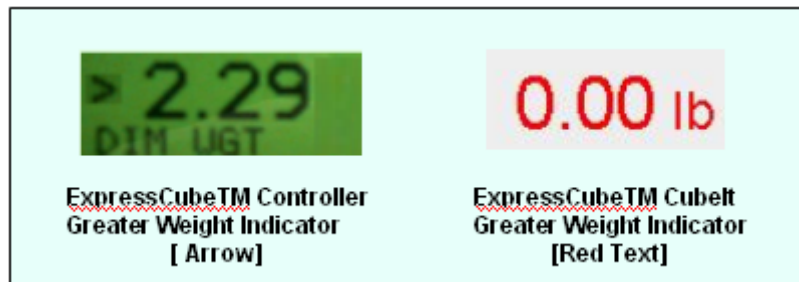 > 2.29
DIM WGT
0.00 lb
ExpressCubeTM Controller
Greater Weight Indicator
[ Arrow]
ExpressCubeTM CubeIt
Greater Weight Indicator
[Red Text]